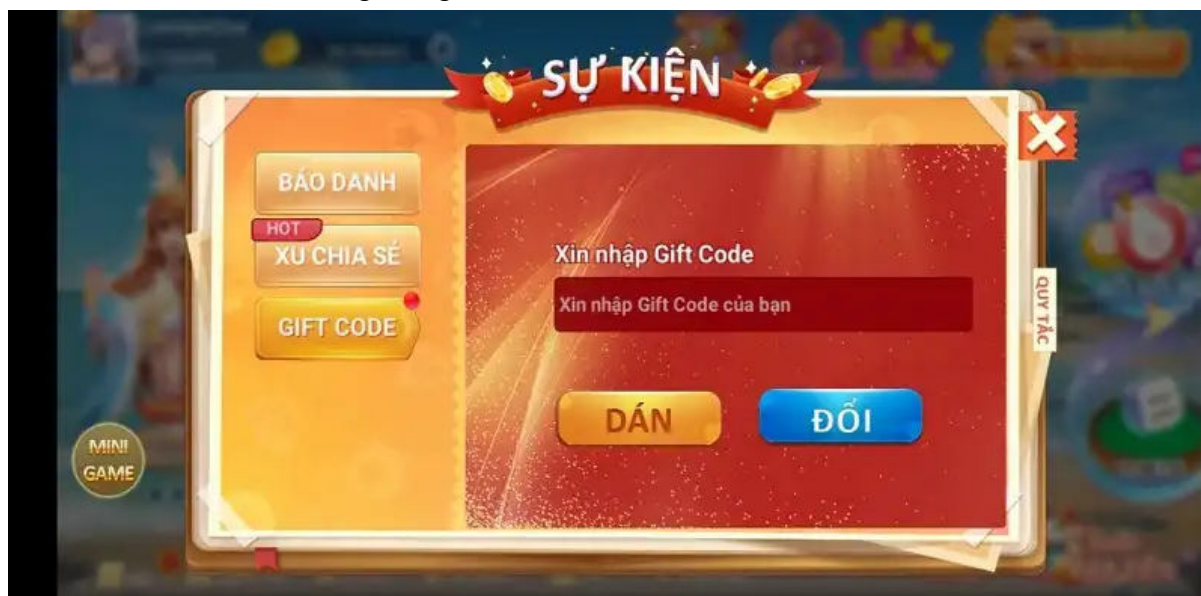 SỰ KIỆN
BÁO DANH
HOT
XU CHIA SẺ
GIFT CODE
Xin nhập Gift Code
Xin nhập Gift Code của bạn
DÁN
ĐỔI
QUY TẮC
MINI
GAME